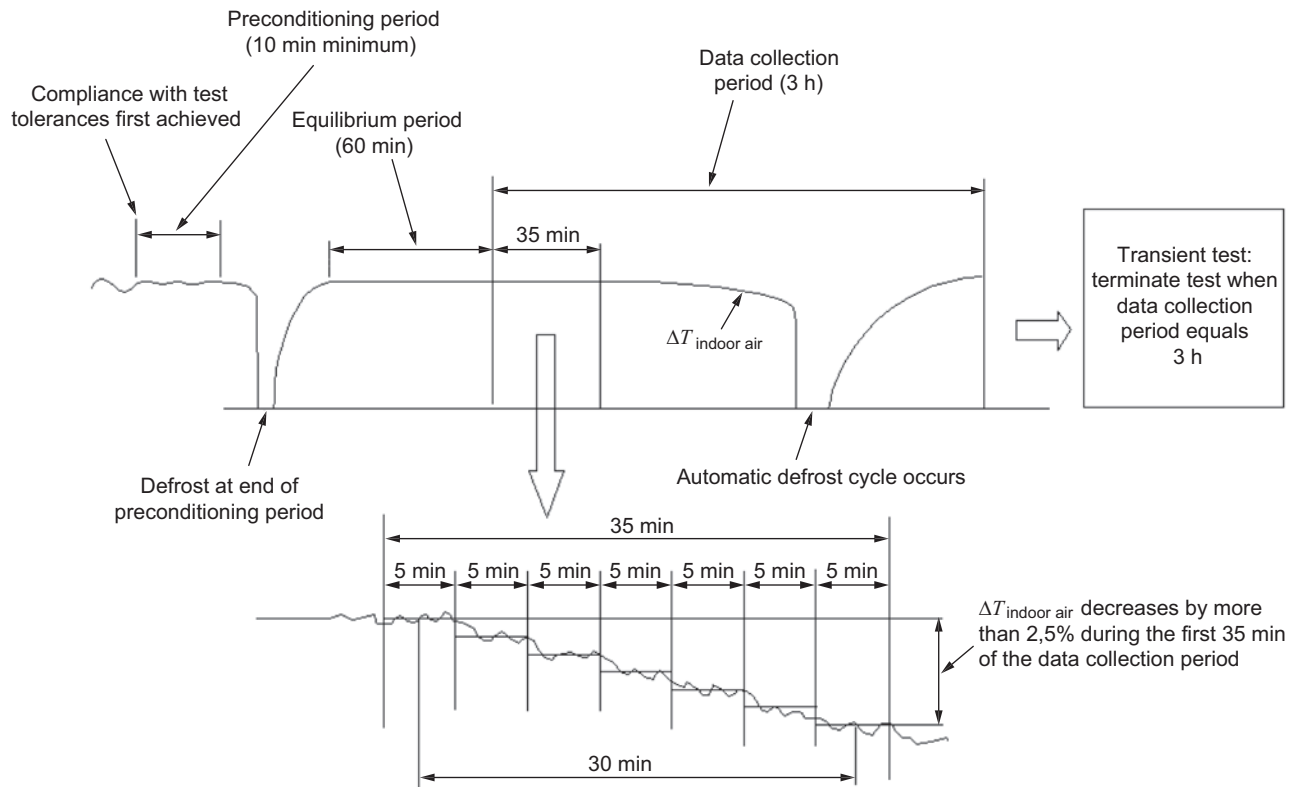 Preconditioning period
(10 min minimum)
Data collection
period (3 h)
Compliance with test
tolerances first achieved
Equilibrium period
(60 min)
35 min
Transient test:
terminate test when
data collection
period equals
3 h
ΔT indoor air
Defrost at end of
preconditioning period
Automatic defrost cycle occurs
35 min
5 min 5 min 5 min 5 min 5 min 5 min 5 min
ΔT indoor air decreases by more
than 2,5% during the first 35 min
of the data collection period
30 min